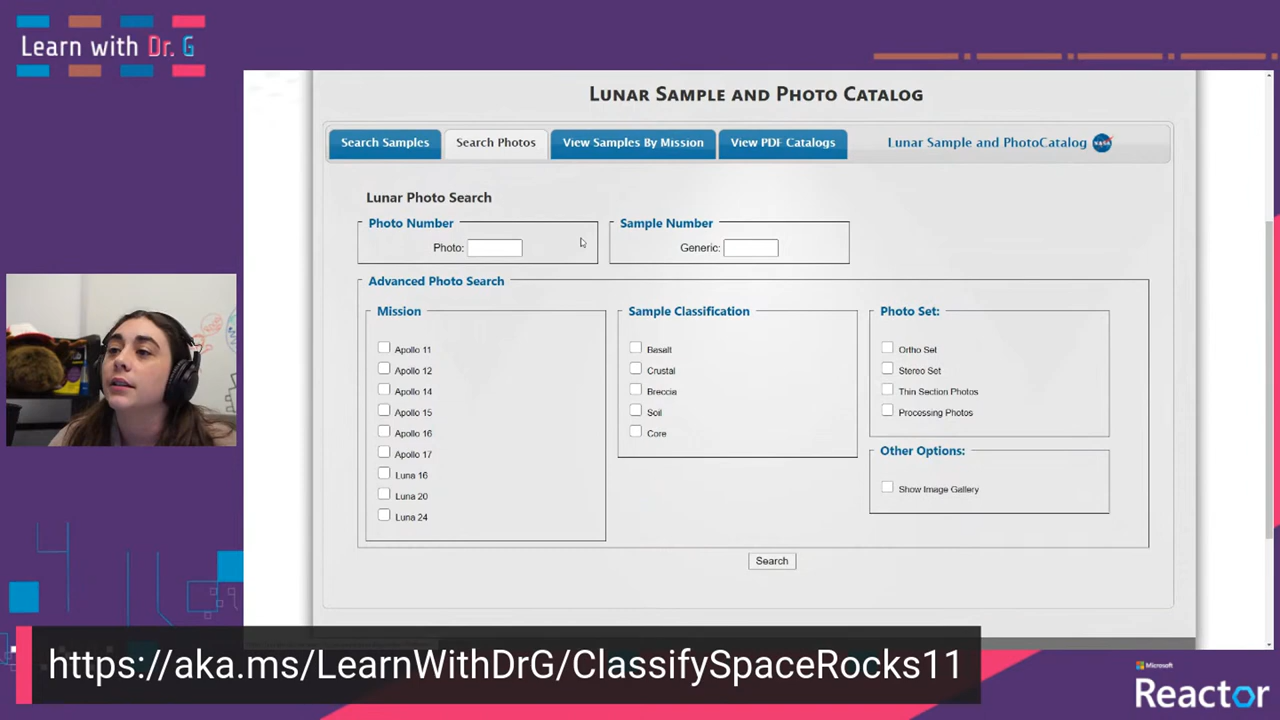 Learn with Dr. G
LUNAR SAMPLE AND PHOTO CATALOG
Search Samples
Search Photos
View Samples By Mission
View PDF Catalogs
Lunar Sample and PhotoCatalog
NASA
Lunar Photo Search
Photo Number
Photo:
Sample Number
Generic:
Advanced Photo Search
Mission
Apollo 11
Apollo 12
Apollo 14
Apollo 15
Apollo 16
Apollo 17
Luna 16
Luna 20
Luna 24
Sample Classification
Basalt
Crustal
Breccia
Soil
Core
Photo Set:
Ortho Set
Stereo Set
Thin Section Photos
Processing Photos
Other Options:
Show Image Gallery
Search
https://aka.ms/LearnWithDrG/ClassifySpaceRocks11
Microsoft
Reactor